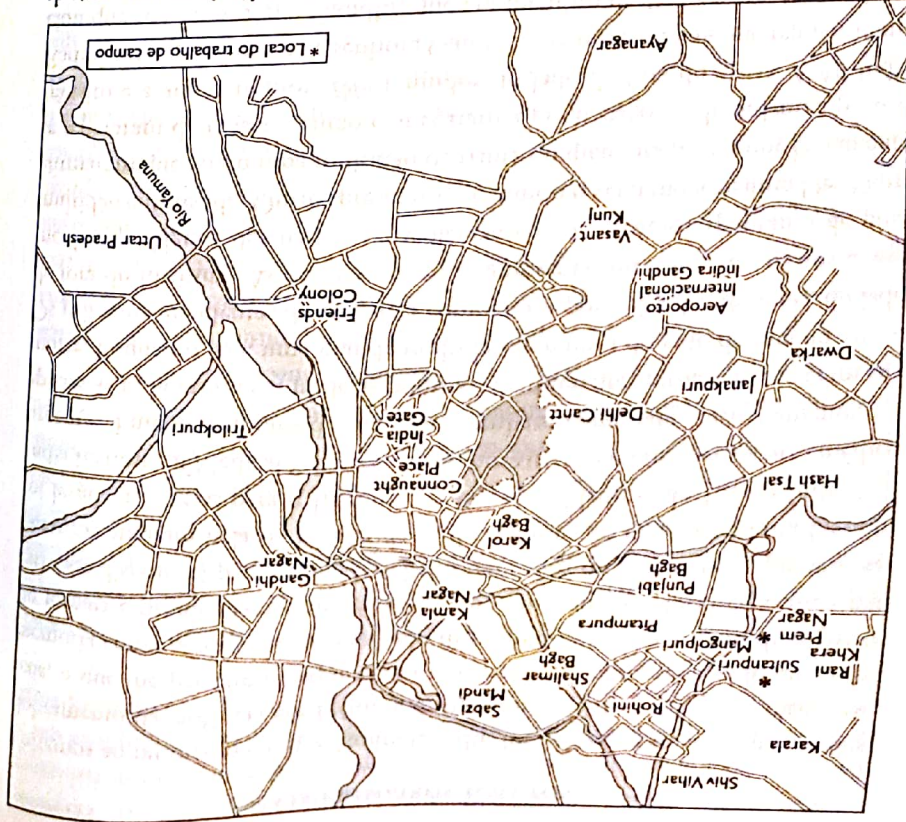 Shiv Vihar
Karala
Rohini
Sabzi
Mandi
*
Sultanpuri
Rani
Khera
Shalimar
Bagh
*
Mangolpuri
Prem
Nagar
Pitampura
Kamla
Nagar
Punjabi
Bagh
Gandhi
Nagar
Karol
Bagh
Hash Tsal
Connaught
Place
India
Gate
Trilokpuri
Delhi Cantt
Janakpuri
Dwarka
Friends
Colony
Aeroporto
Internacional
Indira Gandhi
Vasant
Kunj
Uttar Pradesh
Rio Yamuna
Ayanagar
* Local do trabalho de campo